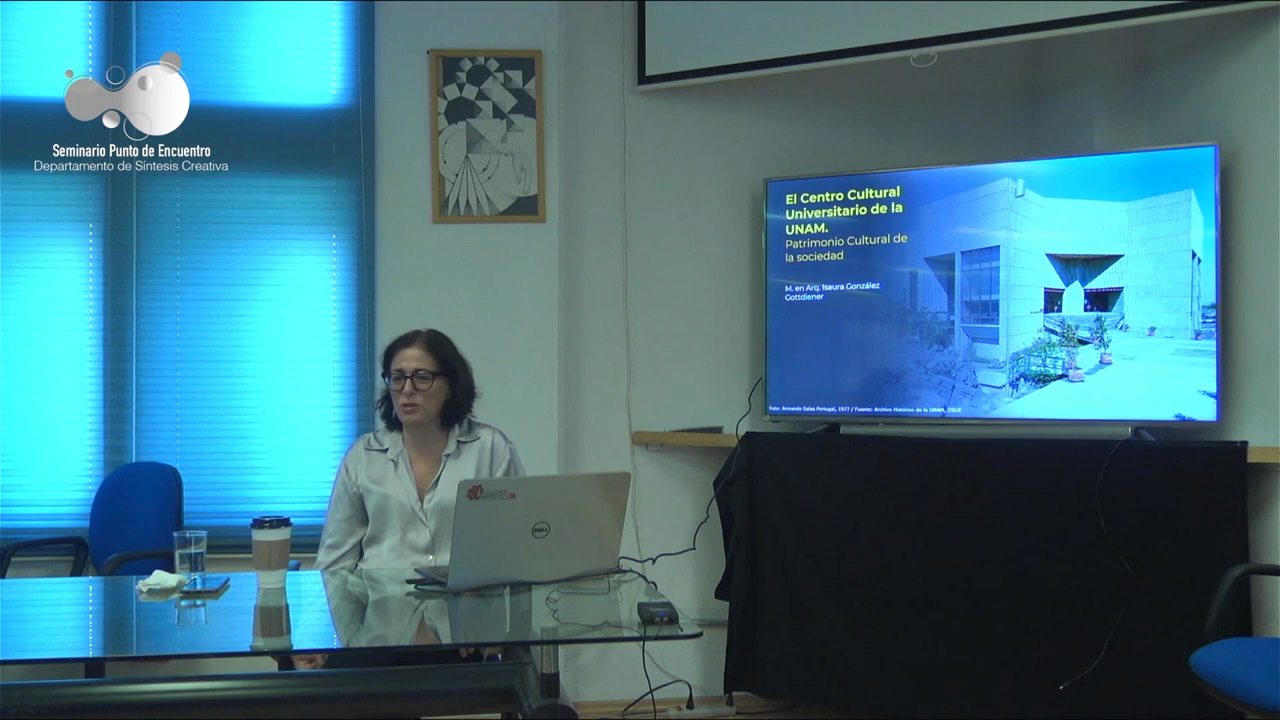 Seminario Punto de Encuentro
Departamento de Síntesis Creativa
El Centro Cultural
Universitario de la
UNAM.
Patrimonio Cultural de
la sociedad
M. en Arq. Isaura González
Gottdiener
Foto: Armando Salas Portugal, 1977 / Fuente: Archivo Histórico de la UNAM, IISUE
DELL